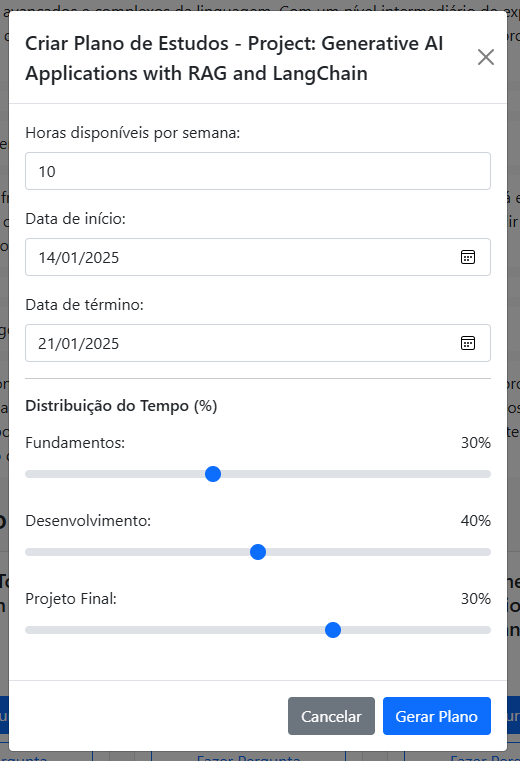 Criar Plano de Estudos - Project: Generative AI
Applications with RAG and LangChain
Horas disponíveis por semana:
10
Data de início:
14/01/2025
Data de término:
21/01/2025
Distribuição do Tempo (%)
Fundamentos: 30%
Desenvolvimento: 40%
Projeto Final: 30%
Cancelar Gerar Plano
Fazer Pergunta